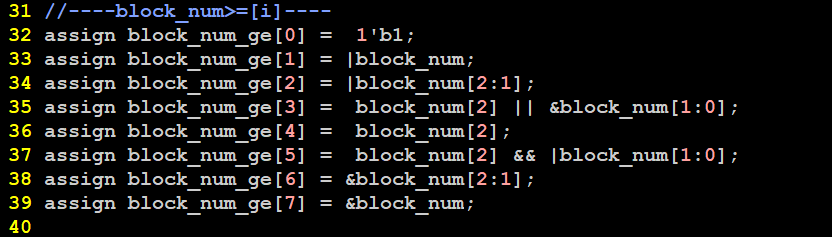 31 //----block_num>=[i]----
32 assign block_num_ge[0] =  1'b1;
33 assign block_num_ge[1] = |block_num;
34 assign block_num_ge[2] = |block_num[2:1];
35 assign block_num_ge[3] =  block_num[2] || &block_num[1:0];
36 assign block_num_ge[4] =  block_num[2];
37 assign block_num_ge[5] =  block_num[2] && |block_num[1:0];
38 assign block_num_ge[6] = &block_num[2:1];
39 assign block_num_ge[7] = &block_num;
40